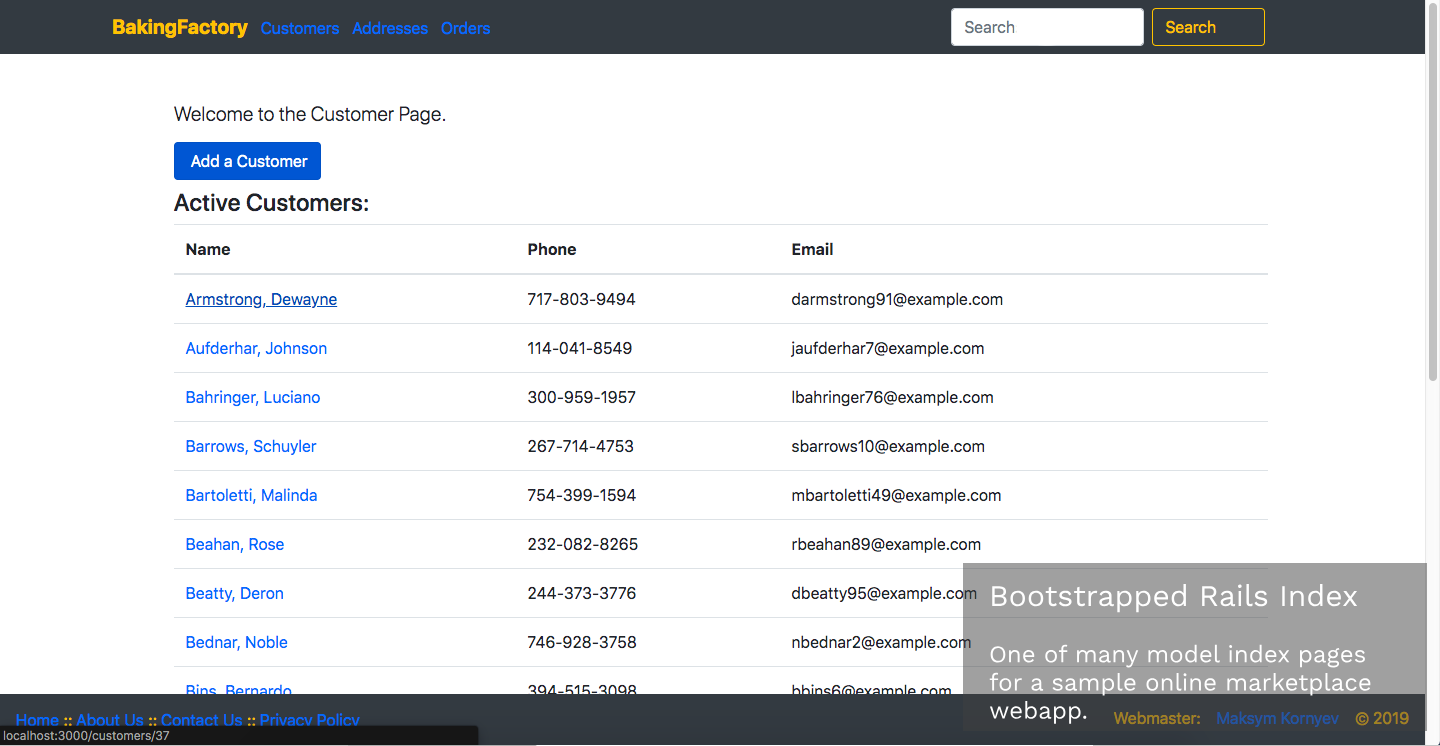 BakingFactory Customers Addresses Orders Search Search
Welcome to the Customer Page.
Add a Customer
Active Customers:
Name Phone Email
Armstrong, Dewayne 717-803-9494 darmstrong91@example.com
Aufderhar, Johnson 114-041-8549 jaufderhar7@example.com
Bahringer, Luciano 300-959-1957 lbahringer76@example.com
Barrows, Schuyler 267-714-4753 sbarrows10@example.com
Bartoletti, Malinda 754-399-1594 mbartoletti49@example.com
Beahan, Rose 232-082-8265 rbeahan89@example.com
Beatty, Deron 244-373-3776 dbeatty95@example.com
Bednar, Noble 746-928-3758 nbednar2@example.com
Bins, Bernardo 394-515-3098 bbins6@example.com
Bootstrapped Rails Index
One of many model index pages
for a sample online marketplace
webapp.
Home :: About Us :: Contact Us :: Privacy Policy Webmaster: Maksym Kornyev © 2019
localhost:3000/customers/37